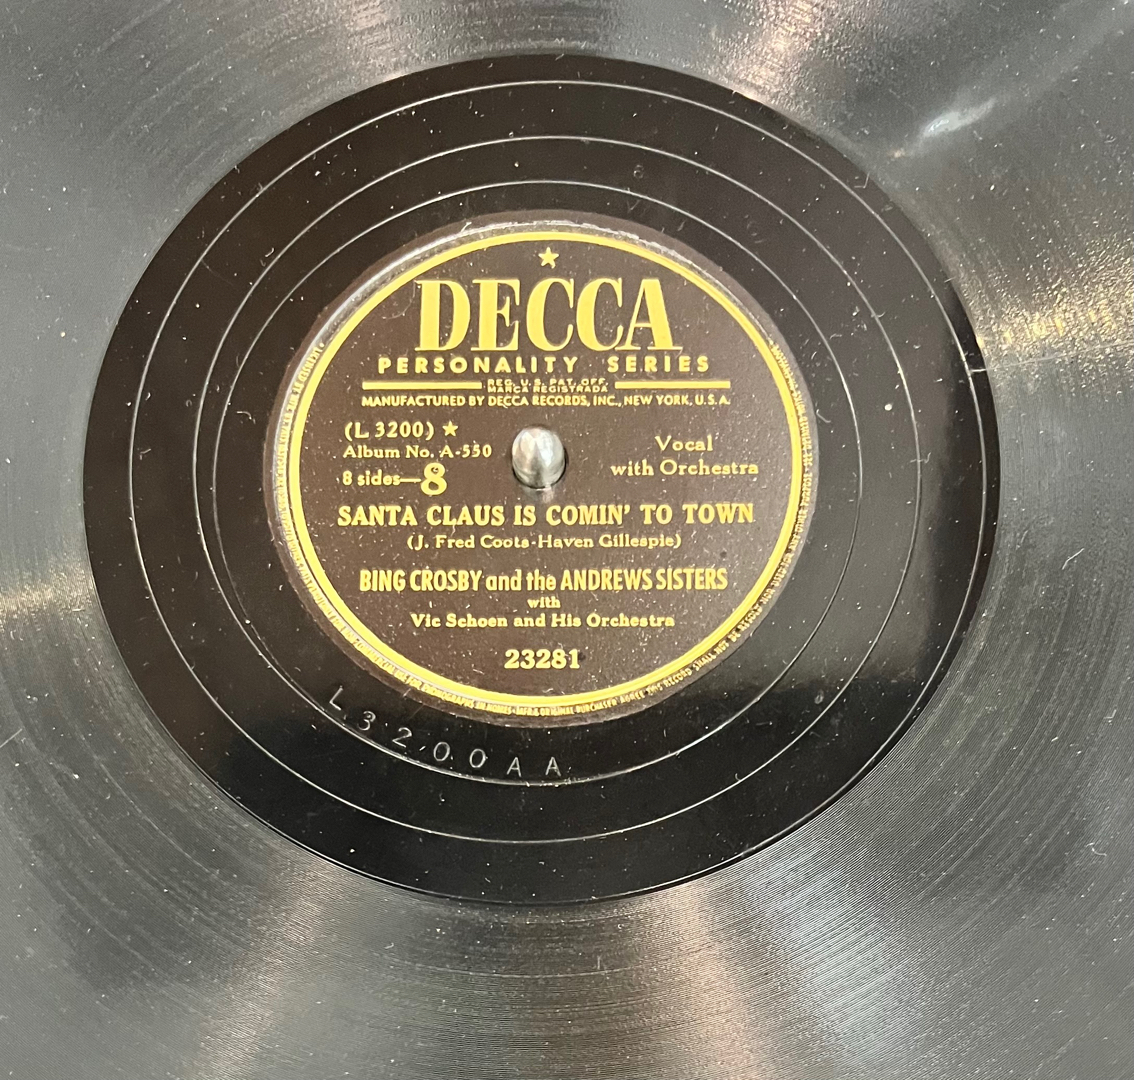 ★
DECCA
PERSONALITY SERIES
REG. U.S. PAT. OFF.
MARCA REGISTRADA
MANUFACTURED BY DECCA RECORDS, INC., NEW YORK, U.S.A.
(L 3200) ★
Album No. A-550
8 sides—8
Vocal
with Orchestra
SANTA CLAUS IS COMIN' TO TOWN
(J. Fred Coots-Haven Gillespie)
BING CROSBY and the ANDREWS SISTERS
with
Vic Schoen and His Orchestra
23281
L 3200 A A